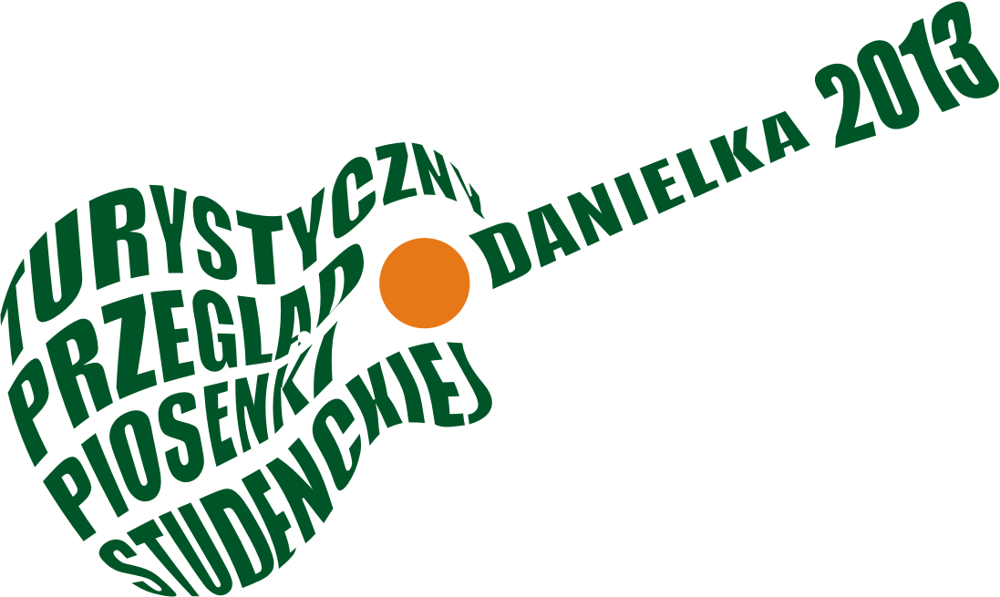 TURYSTYCZNY
PRZEGLĄD
PIOSENKI
STUDENCKIEJ
DANIELKA 2013